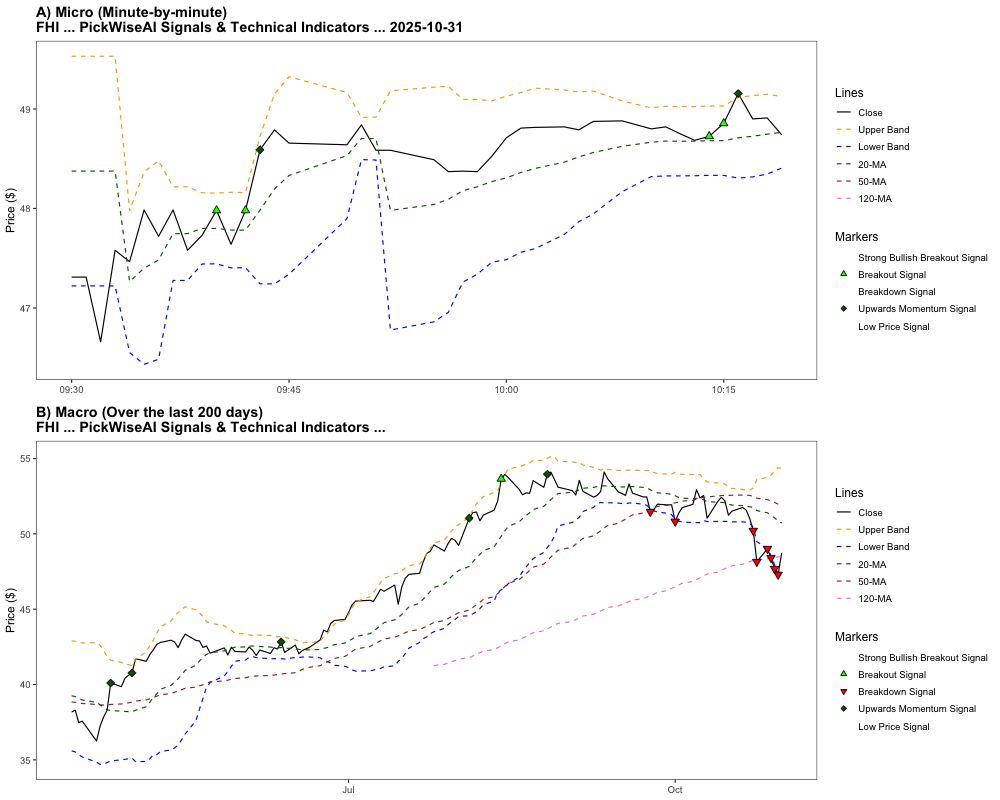 A) Micro (Minute-by-minute)
FHI ... PickWiseAI Signals & Technical Indicators ... 2025-10-31
Price ($)
49
48
47
09:30
09:45
10:00
10:15
Lines
Close
Upper Band
Lower Band
20-MA
50-MA
120-MA
Markers
Strong Bullish Breakout Signal
Breakout Signal
Breakdown Signal
Upwards Momentum Signal
Low Price Signal
B) Macro (Over the last 200 days)
FHI ... PickWiseAI Signals & Technical Indicators ...
Price ($)
55
50
45
40
35
Jul
Oct
Lines
Close
Upper Band
Lower Band
20-MA
50-MA
120-MA
Markers
Strong Bullish Breakout Signal
Breakout Signal
Breakdown Signal
Upwards Momentum Signal
Low Price Signal